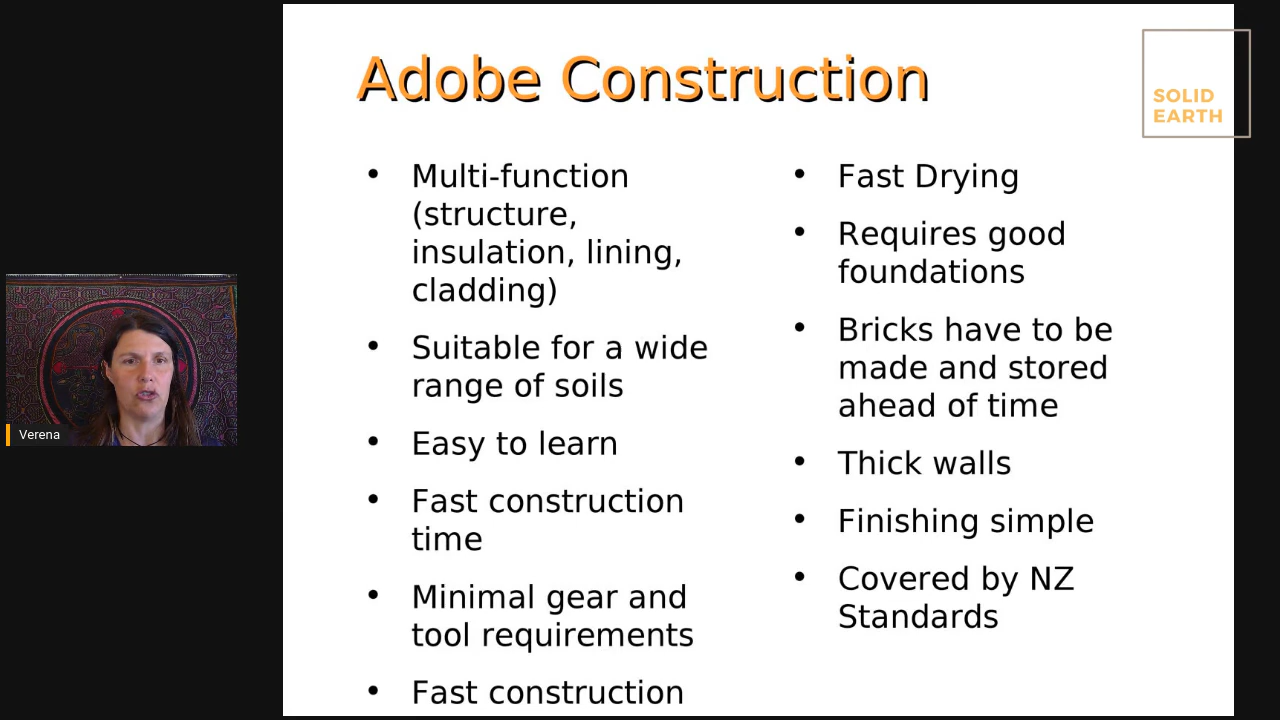 Adobe Construction
SOLID
EARTH
• Multi-function
(structure,
insulation, lining,
cladding)
• Suitable for a wide
range of soils
• Easy to learn
• Fast construction
time
• Minimal gear and
tool requirements
• Fast construction
• Fast Drying
• Requires good
foundations
• Bricks have to be
made and stored
ahead of time
• Thick walls
• Finishing simple
• Covered by NZ
Standards
Verena